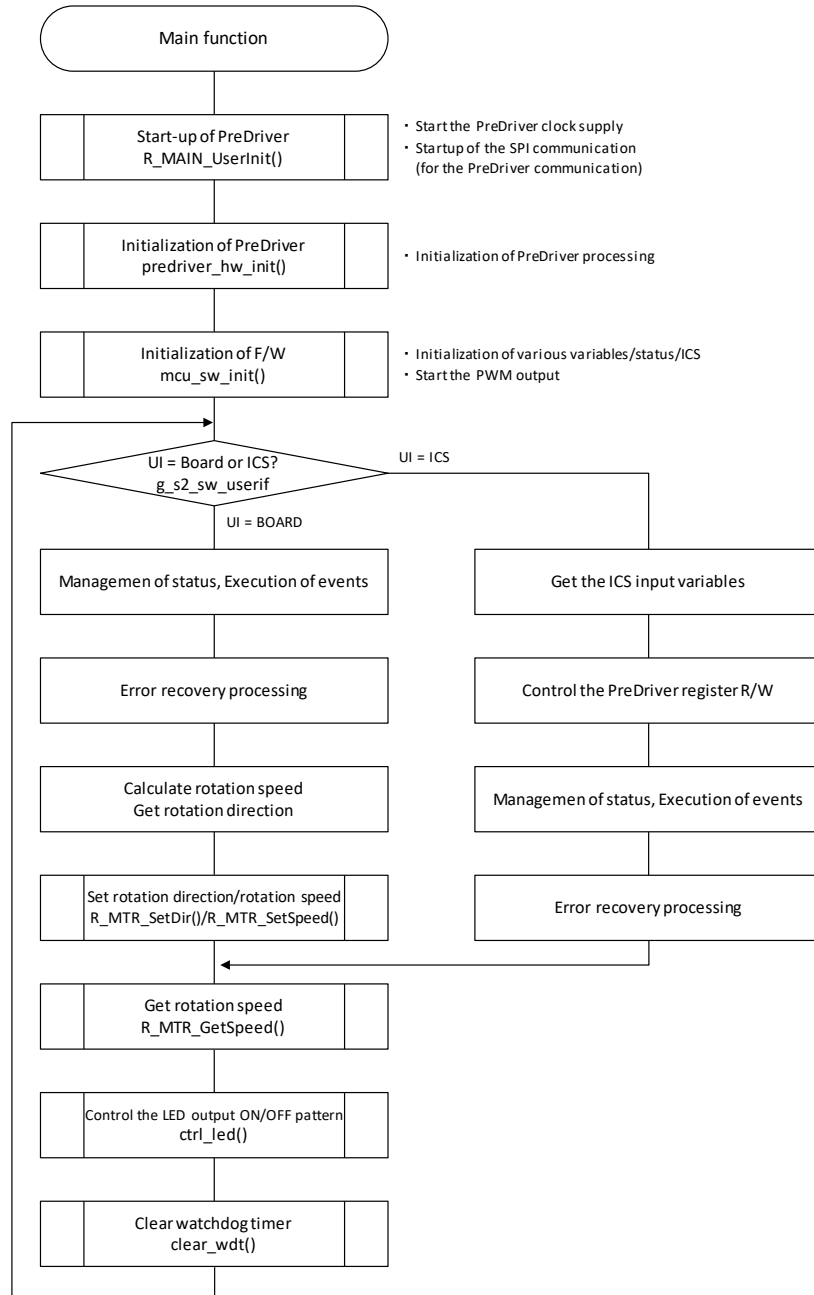 Main function
Start-up of PreDriver
R_MAIN_UserInit()
・ Start the PreDriver clock supply
・ Startup of the SPI communication
(for the PreDriver communication)
Initialization of PreDriver
predriver_hw_init()
・ Initialization of PreDriver processing
Initialization of F/W
mcu_sw_init()
・ Initialization of various variables/status/ICS
・ Start the PWM output
UI = Board or ICS?
g_s2_sw_userif
UI = ICS
UI = BOARD
Managemen of status, Execution of events
Error recovery processing
Calculate rotation speed
Get rotation direction
Set rotation direction/rotation speed
R_MTR_SetDir()/R_MTR_SetSpeed()
Get the ICS input variables
Control the PreDriver register R/W
Managemen of status, Execution of events
Error recovery processing
Get rotation speed
R_MTR_GetSpeed()
Control the LED output ON/OFF pattern
ctrl_led()
Clear watchdog timer
clear_wdt()